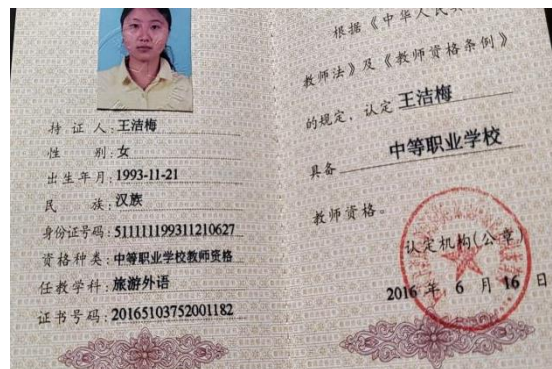 持 证 人：王洁梅
性 别：女
出生年月：1993-11-21
民 族：汉族
身份证号码：511111199311210627
资格种类：中等职业学校教师资格
任教学科：旅游外语
证书号码：20165103752001182
根据《中华人民共
教师法》及《教师资格条例》
的规定，认定 王洁梅
具备 中等职业学校
教师资格。
认定机构(公章)
2016 年 6 月 16 日